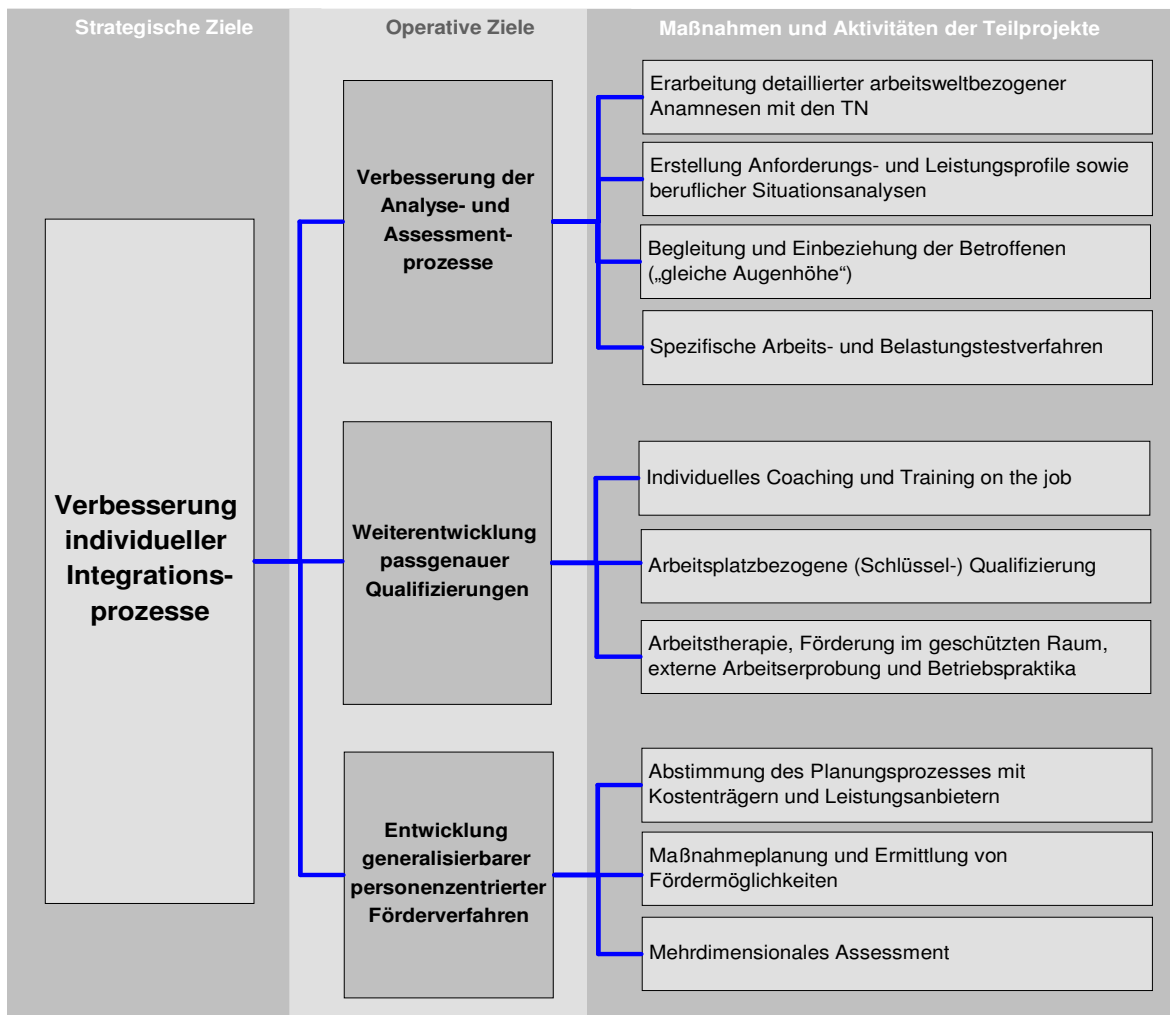 Strategische Ziele
Operative Ziele
Maßnahmen und Aktivitäten der Teilprojekte
Verbesserung
individueller
Integrations-
prozesse
Verbesserung der
Analyse- und
Assessment-
prozesse
Erarbeitung detaillierter arbeitsweltbezogener
Anamnesen mit den TN
Erstellung Anforderungs- und Leistungsprofile sowie
beruflicher Situationsanalysen
Begleitung und Einbeziehung der Betroffenen
(„gleiche Augenhöhe“)
Spezifische Arbeits- und Belastungstestverfahren
Weiterentwicklung
passgenauer
Qualifizierungen
Individuelles Coaching und Training on the job
Arbeitsplatzbezogene (Schlüssel-) Qualifizierung
Arbeitstherapie, Förderung im geschützten Raum,
externe Arbeitserprobung und Betriebspraktika
Entwicklung
generalisierbarer
personenzentrierter
Förderverfahren
Abstimmung des Planungsprozesses mit
Kostenträgern und Leistungsanbietern
Maßnahmeplanung und Ermittlung von
Fördermöglichkeiten
Mehrdimensionales Assessment